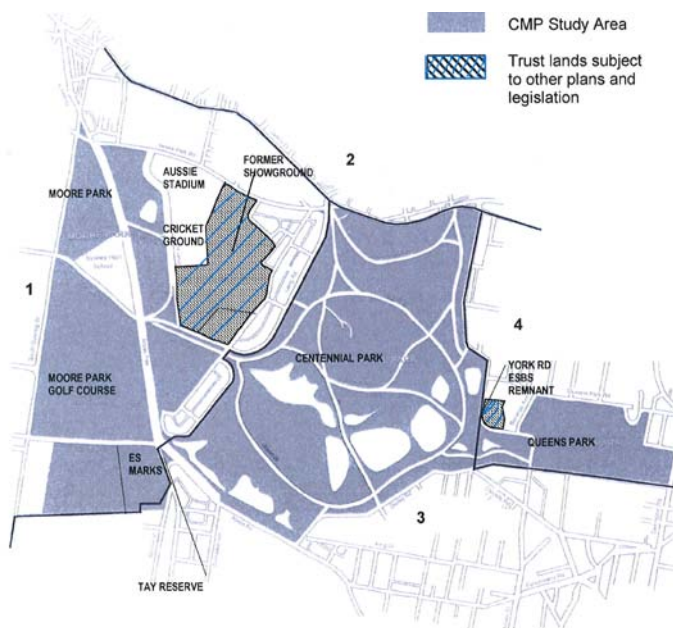 CMP Study Area
Trust lands subject
to other plans and
legislation
2
FORMER
SHOWGROUND
AUSSIE
STADIUM
MOORE PARK
CRICKET
GROUND
1
4
YORK RD
ESBS
REMNANT
CENTENNIAL PARK
MOORE PARK
GOLF COURSE
QUEENS PARK
ES
MARKS
3
TAY RESERVE